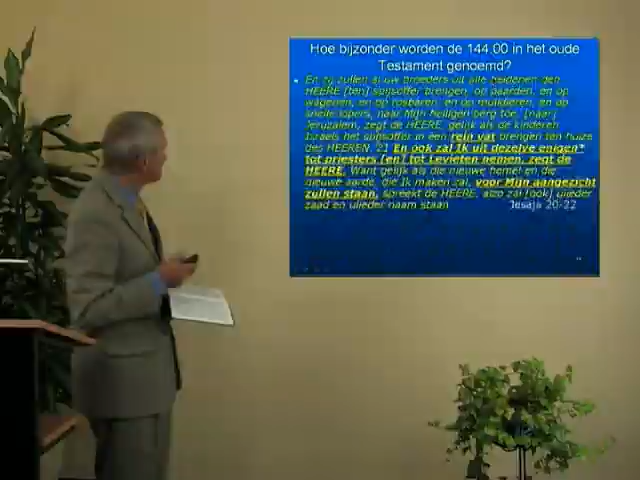 Hoe bijzonder worden de 144.00 in het oude
Testament genoemd?
En zij zullen al uw broeders uit alle heidenen den
HEERE [ten] spijsoffer brengen, op paarden, en op
wagenen, en op rosbaren, en op muildieren, en op
snelle lopers, naar Mijn heiligen berg toe, [naar]
Jeruzalem, zegt de HEERE, gelijk als de kinderen
Israels het spijsoffer in een rein vat brengen ten huize
des HEEREN. 21 En ook zal Ik uit dezelve enigen*
tot priesters [en] tot Levieten nemen, zegt de
HEERE. Want gelijk als die nieuwe hemel en die
nieuwe aarde, die Ik maken zal, voor Mijn aangezicht
zullen staan, spreekt de HEERE, alzo zal [ook] ulieder
zaad en ulieder naam staan Jesaja 20-22